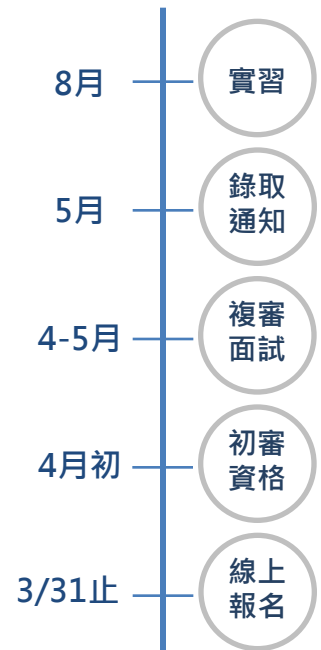 8月
實習
5月
錄取
通知
4-5月
複審
面試
4月初
初審
資格
3/31止
線上
報名